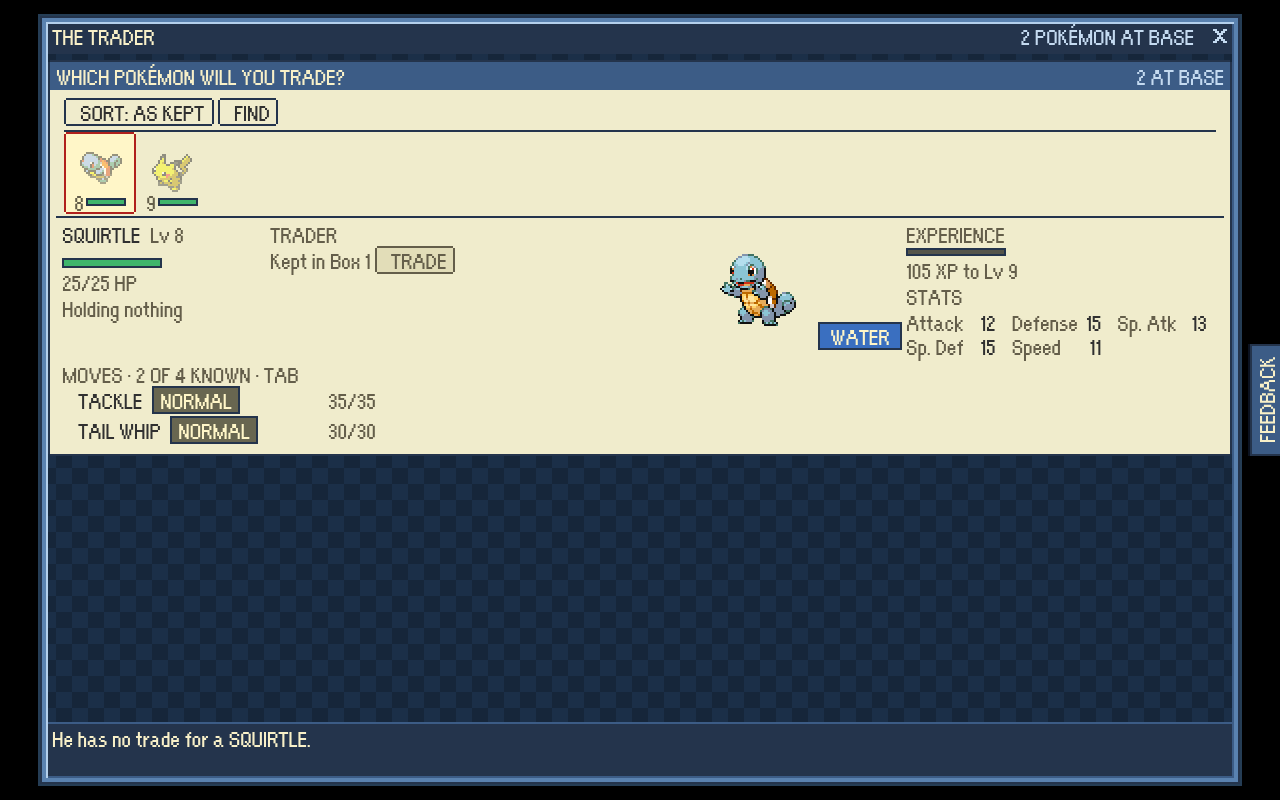 THE TRADER
2 POKÉMON AT BASE X
WHICH POKÉMON WILL YOU TRADE?
2 AT BASE
SORT: AS KEPT
FIND
8
9
SQUIRTLE Lv 8
25/25 HP
Holding nothing
TRADER
Kept in Box 1 TRADE
WATER
EXPERIENCE
105 XP to Lv 9
STATS
Attack 12 Defense 15 Sp. Atk 13
Sp. Def 15 Speed 11
MOVES · 2 OF 4 KNOWN · TAB
TACKLE NORMAL 35/35
TAIL WHIP NORMAL 30/30
FEEDBACK
He has no trade for a SQUIRTLE.